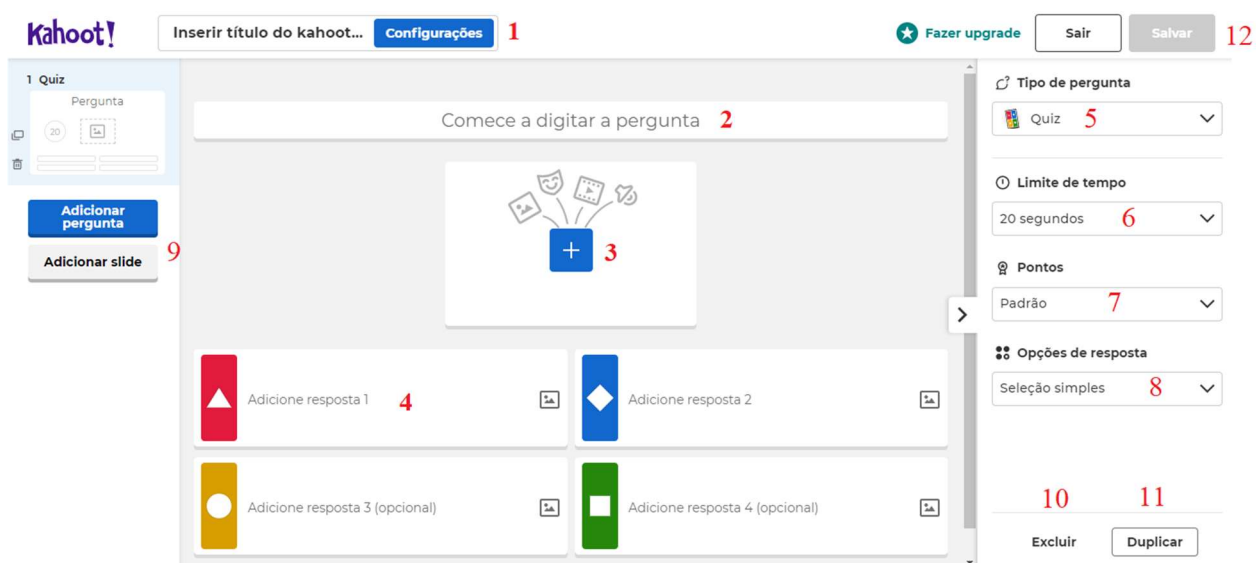 Kahoot!
Inserir título do kahoot... Configurações 1
Fazer upgrade Sair Salvar 12
1 Quiz
Pergunta
20
Adicionar
pergunta
Adicionar slide 9
Comece a digitar a pergunta 2
3
Adicione resposta 1 4
Adicione resposta 2
Adicione resposta 3 (opcional)
Adicione resposta 4 (opcional)
Tipo de pergunta
Quiz 5
Limite de tempo
20 segundos 6
Pontos
Padrão 7
Opções de resposta
Seleção simples 8
10 11
Excluir Duplicar